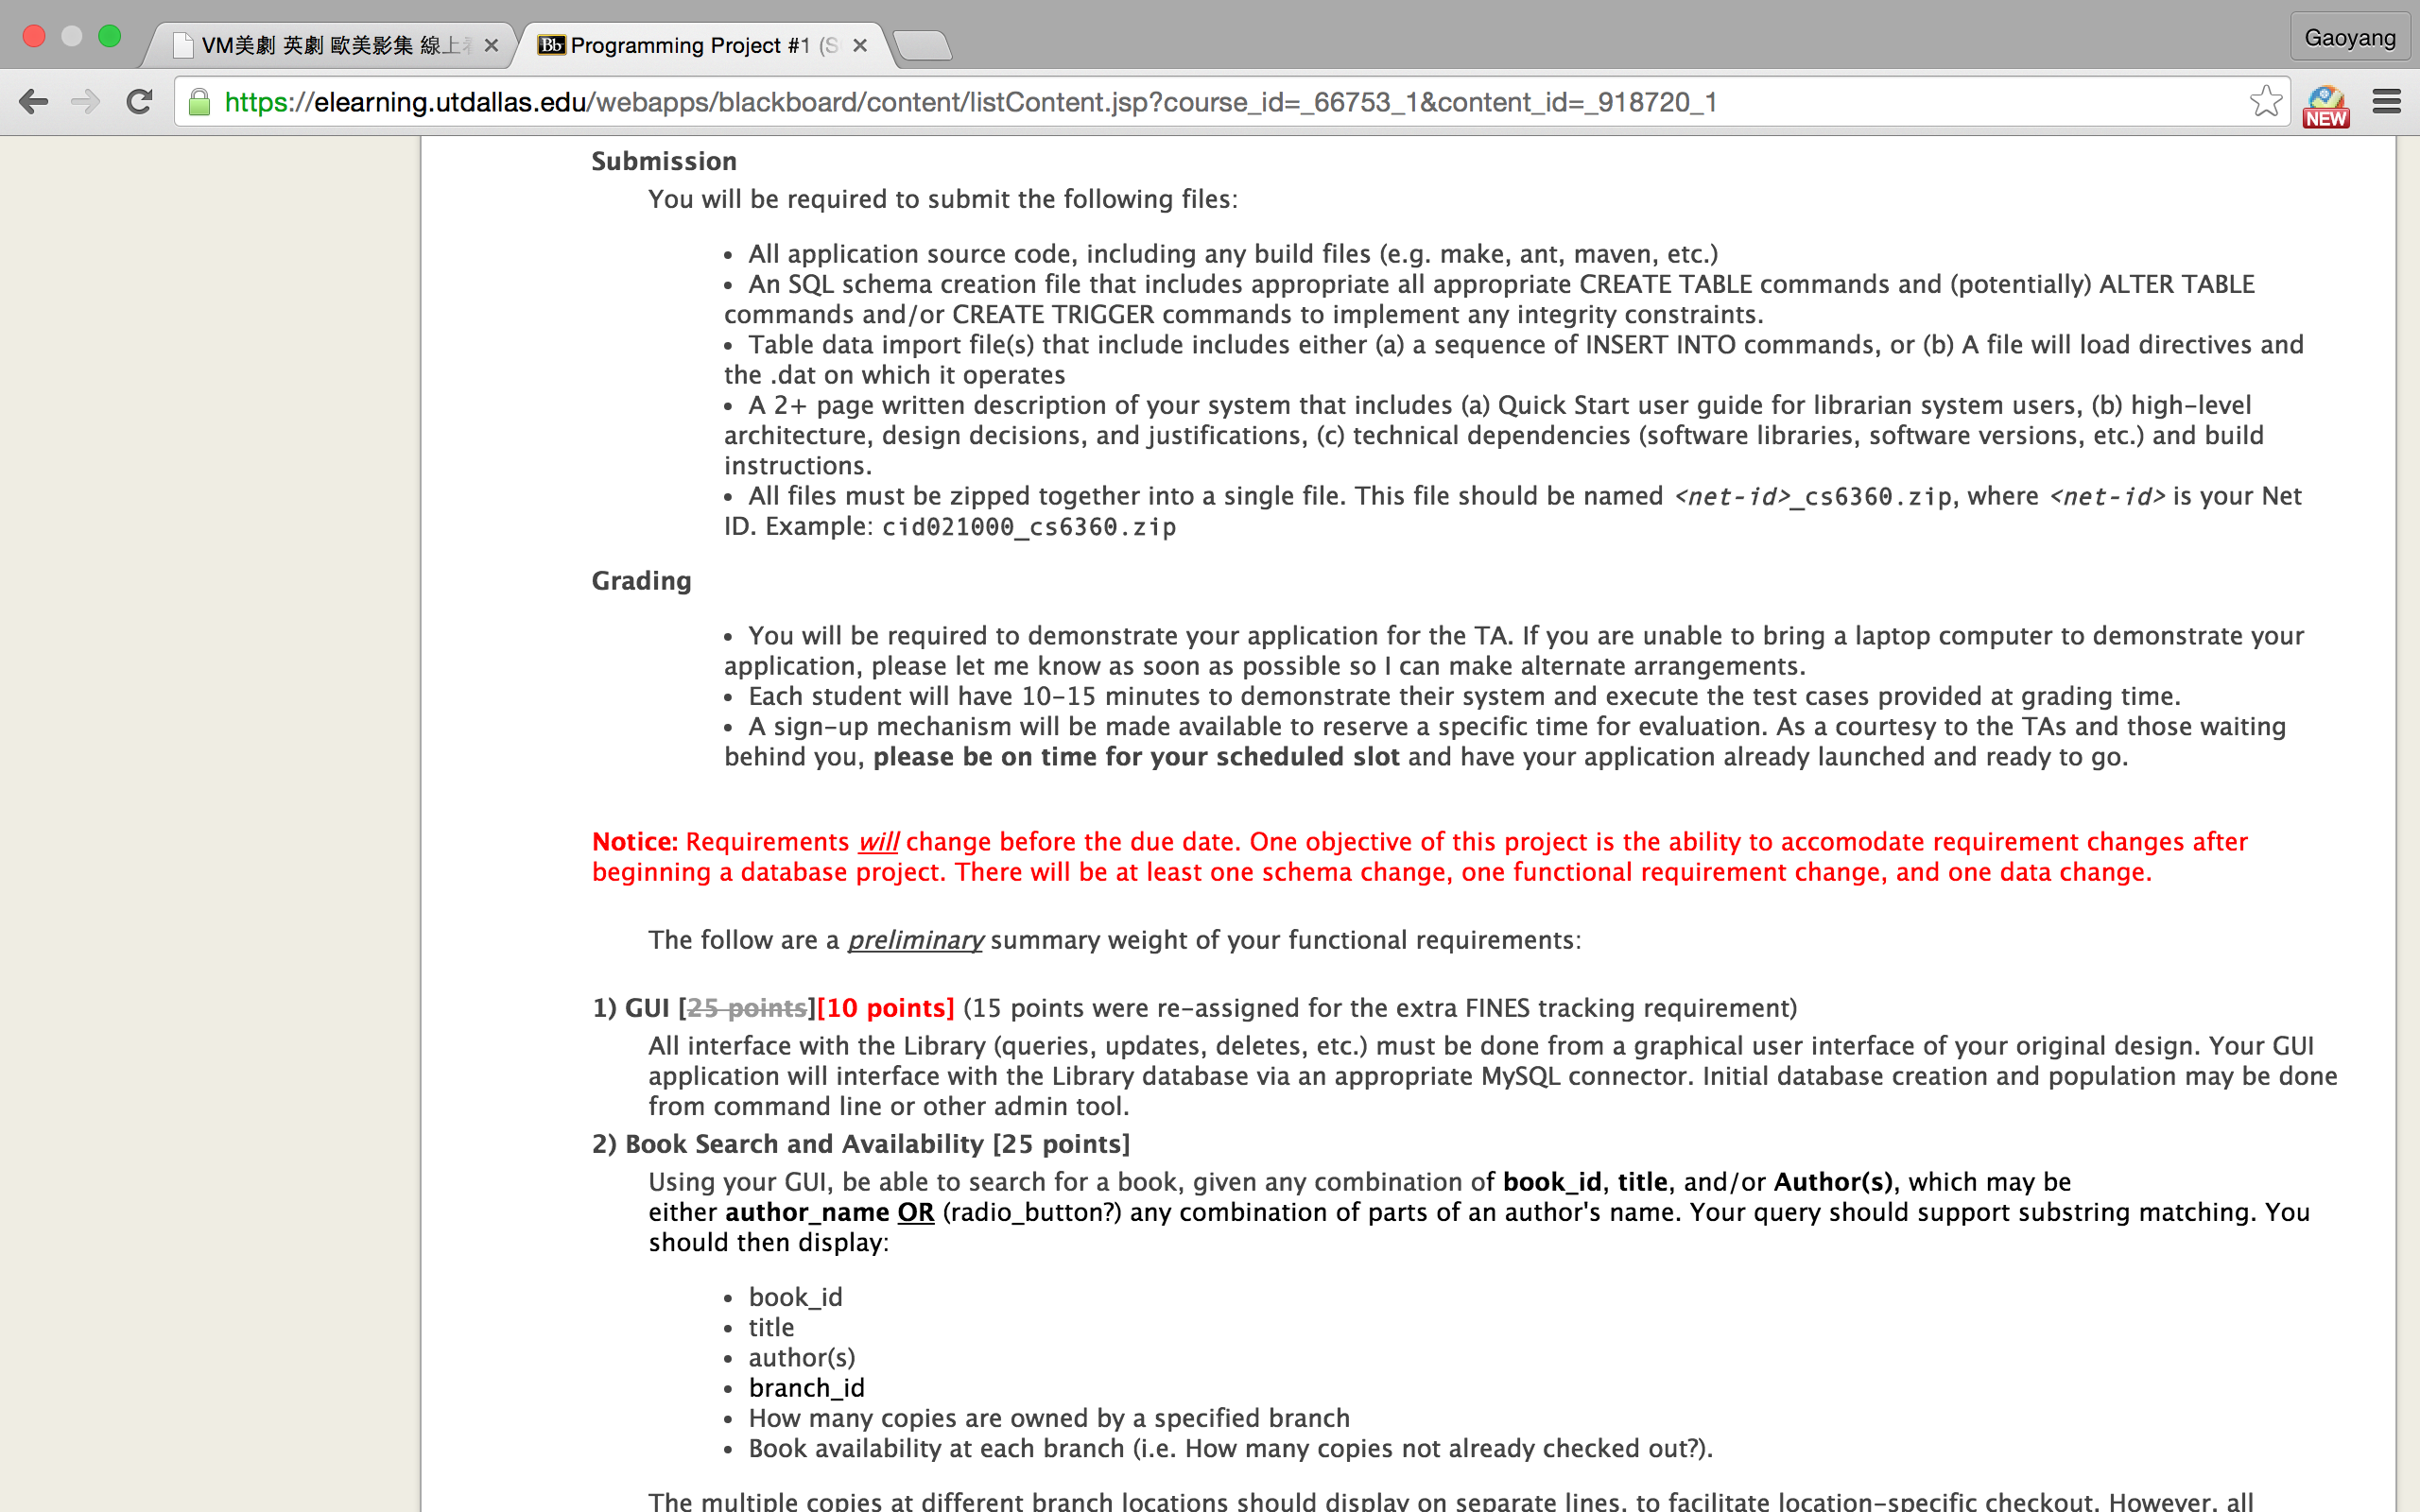 VM美劇 英劇 歐美影集 線上
Programming Project #1 (S
Gaoyang
https://elearning.utdallas.edu/webapps/blackboard/content/listContent.jsp?course_id=_66753_1&content_id=_918720_1
NEW
Submission
You will be required to submit the following files:
• All application source code, including any build files (e.g. make, ant, maven, etc.)
• An SQL schema creation file that includes appropriate all appropriate CREATE TABLE commands and (potentially) ALTER TABLE
commands and/or CREATE TRIGGER commands to implement any integrity constraints.
• Table data import file(s) that include includes either (a) a sequence of INSERT INTO commands, or (b) A file will load directives and
the .dat on which it operates
• A 2+ page written description of your system that includes (a) Quick Start user guide for librarian system users, (b) high-level
architecture, design decisions, and justifications, (c) technical dependencies (software libraries, software versions, etc.) and build
instructions.
• All files must be zipped together into a single file. This file should be named <net-id>_cs6360.zip, where <net-id> is your Net
ID. Example: cid021000_cs6360.zip
Grading
• You will be required to demonstrate your application for the TA. If you are unable to bring a laptop computer to demonstrate your
application, please let me know as soon as possible so I can make alternate arrangements.
• Each student will have 10-15 minutes to demonstrate their system and execute the test cases provided at grading time.
• A sign-up mechanism will be made available to reserve a specific time for evaluation. As a courtesy to the TAs and those waiting
behind you, please be on time for your scheduled slot and have your application already launched and ready to go.
Notice: Requirements will change before the due date. One objective of this project is the ability to accomodate requirement changes after
beginning a database project. There will be at least one schema change, one functional requirement change, and one data change.
The follow are a preliminary summary weight of your functional requirements:
1) GUI [25 points][10 points] (15 points were re-assigned for the extra FINES tracking requirement)
All interface with the Library (queries, updates, deletes, etc.) must be done from a graphical user interface of your original design. Your GUI
application will interface with the Library database via an appropriate MySQL connector. Initial database creation and population may be done
from command line or other admin tool.
2) Book Search and Availability [25 points]
Using your GUI, be able to search for a book, given any combination of book_id, title, and/or Author(s), which may be
either author_name OR (radio_button?) any combination of parts of an author's name. Your query should support substring matching. You
should then display:
• book_id
• title
• author(s)
• branch_id
• How many copies are owned by a specified branch
• Book availability at each branch (i.e. How many copies not already checked out?).
The multiple copies at different branch locations should display on separate lines, to facilitate location-specific checkout. However, all